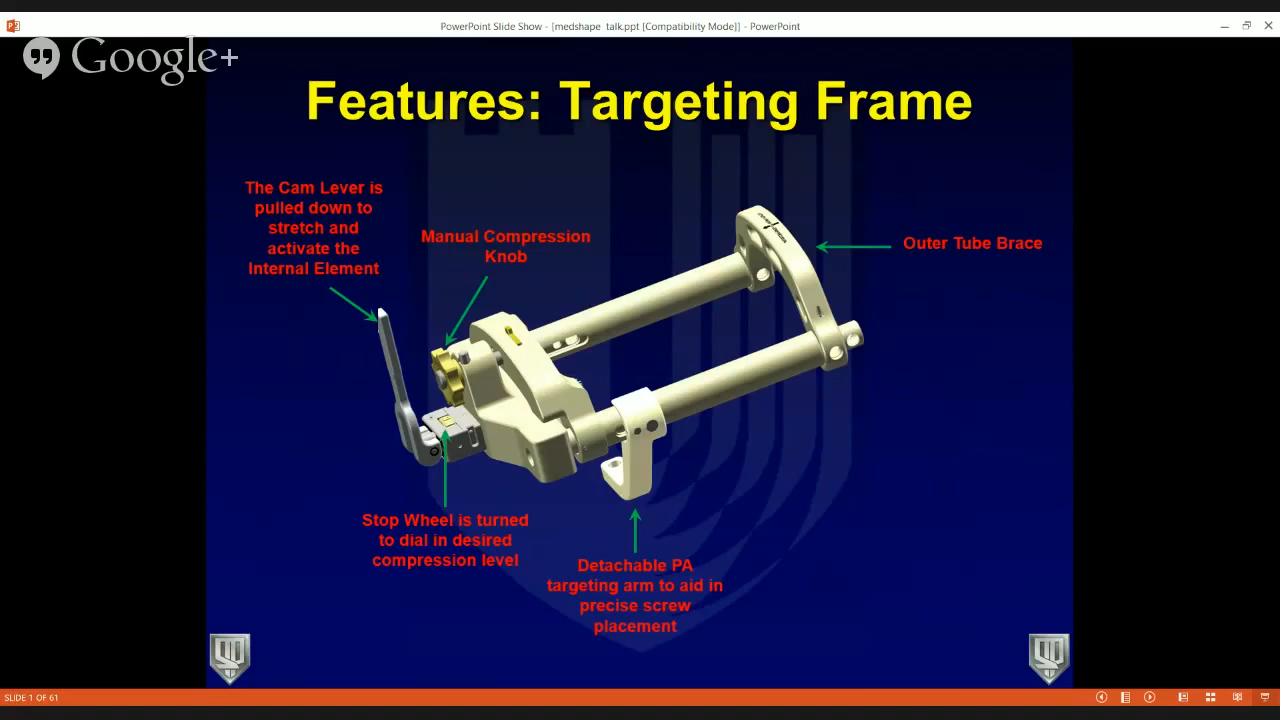 PowerPoint Slide Show - [medshape_talk.ppt [Compatibility Mode]] - PowerPoint
Google+
Features: Targeting Frame
The Cam Lever is
pulled down to
stretch and
activate the
Internal Element
Manual Compression
Knob
Outer Tube Brace
Stop Wheel is turned
to dial in desired
compression level
Detachable PA
targeting arm to aid in
precise screw
placement
SLIDE 1 OF 61